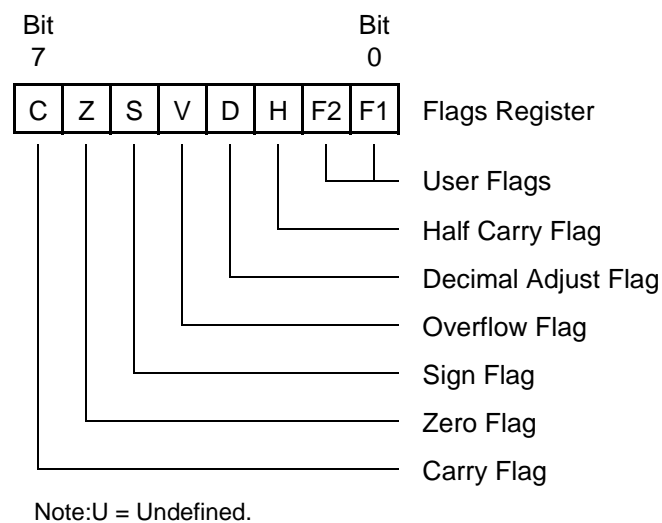 Bit Bit
7 0
C Z S V D H F2 F1 Flags Register
User Flags
Half Carry Flag
Decimal Adjust Flag
Overflow Flag
Sign Flag
Zero Flag
Carry Flag
Note:U = Undefined.